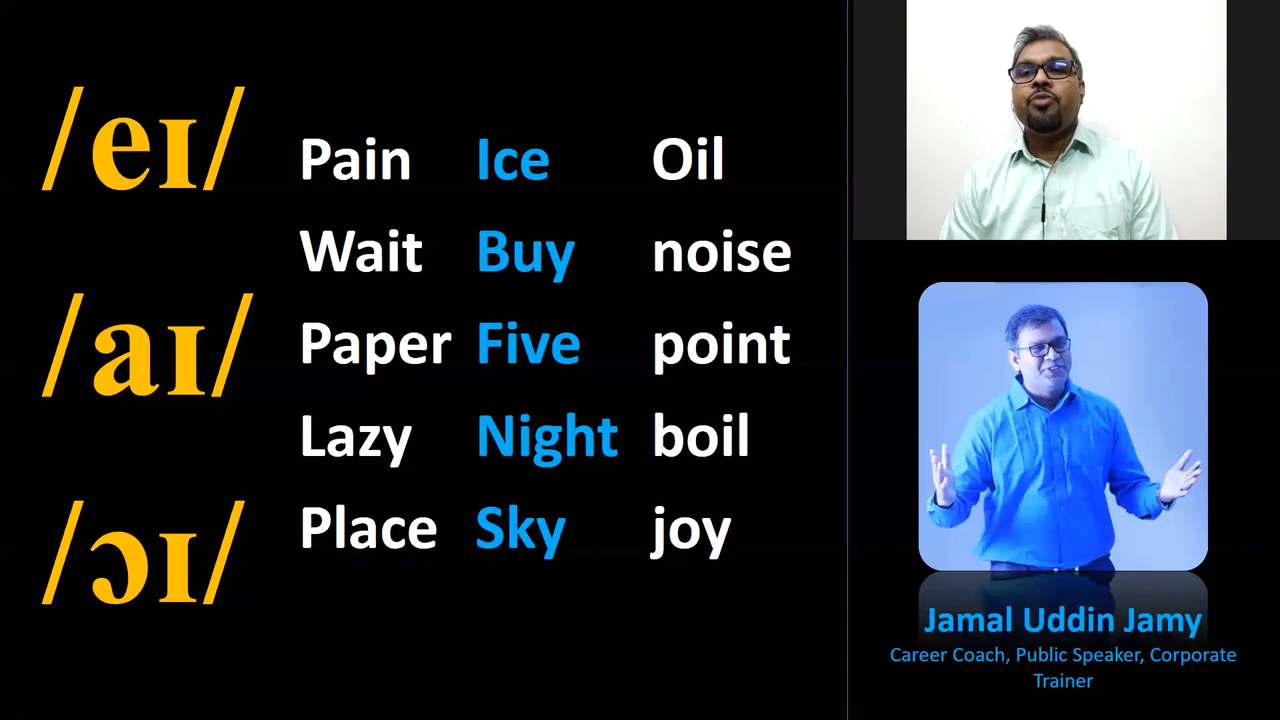 /eɪ/
/aɪ/
/ɔɪ/
Pain Ice Oil
Wait Buy noise
Paper Five point
Lazy Night boil
Place Sky joy
Jamal Uddin Jamy
Career Coach, Public Speaker, Corporate
Trainer